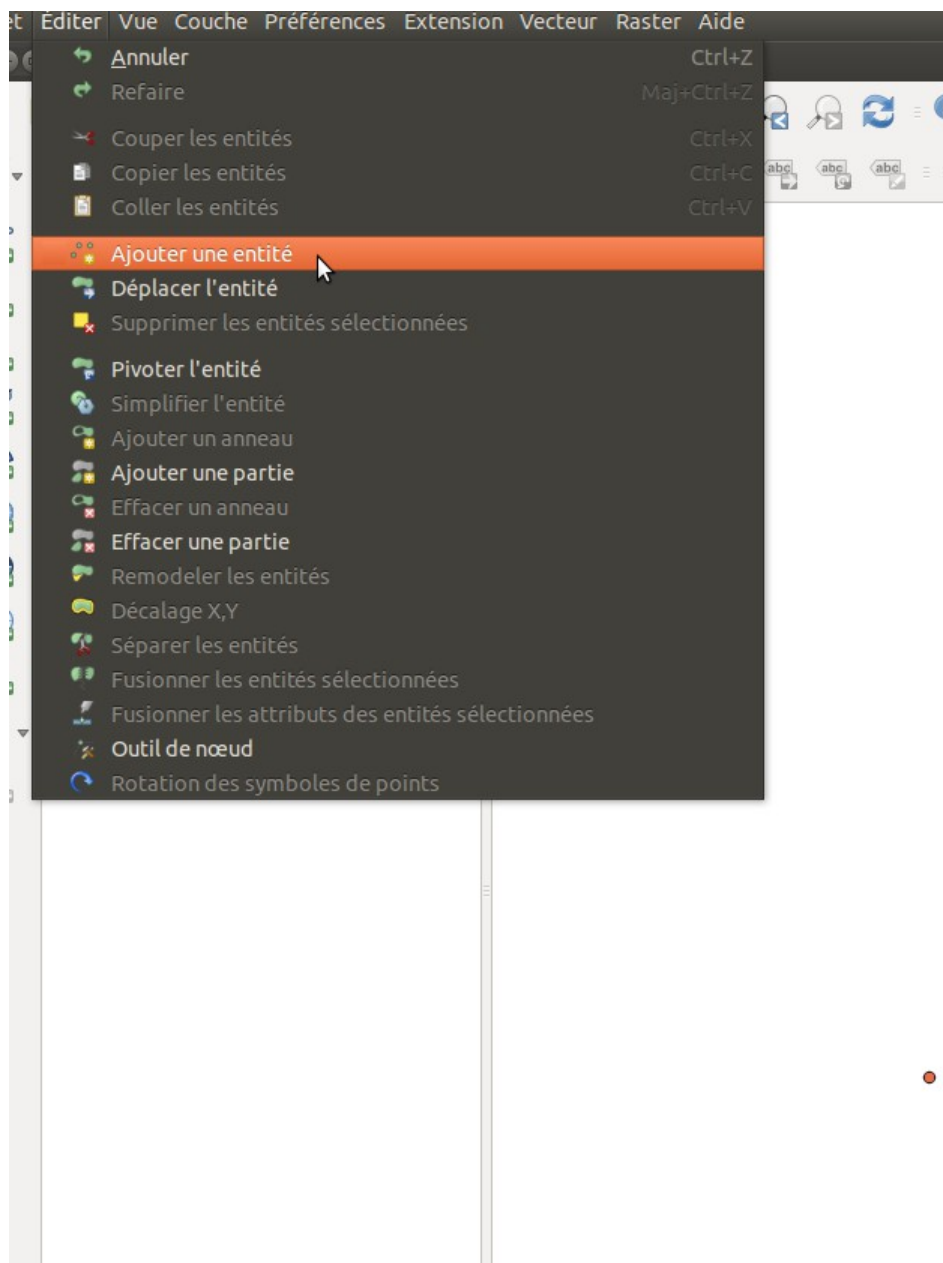 et Éditer Vue Couche Préférences Extension Vecteur Raster Aide
Annuler Ctrl+Z
Refaire Maj+Ctrl+Z
Couper les entités Ctrl+X
Copier les entités Ctrl+C
Coller les entités Ctrl+V
Ajouter une entité
Déplacer l'entité
Supprimer les entités sélectionnées
Pivoter l'entité
Simplifier l'entité
Ajouter un anneau
Ajouter une partie
Effacer un anneau
Effacer une partie
Remodeler les entités
Décalage X,Y
Séparer les entités
Fusionner les entités sélectionnées
Fusionner les attributs des entités sélectionnées
Outil de nœud
Rotation des symboles de points
abc abc abc